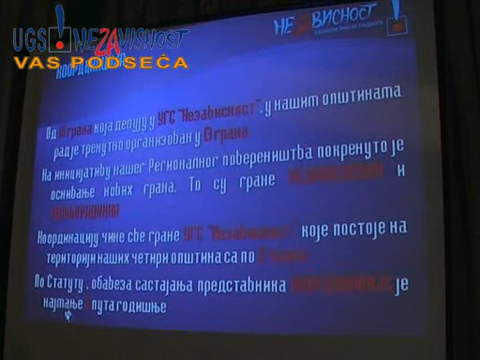 UGS NEZAVISNOST
VAS PODSEĆA
НЕЗАВИСНОСТ
Од грана која делују у УГС "Независност", у нашим општинама
радје тренутно организован у грана
На иницијативу нашег Регионалног повереништва покренуто је
оснивање нових грана. То су гране и
Координацију чине све гране УГС "Независност" које постоје на
територији наших четири општина са по
По Статуту, обавеза састајања представника је
најмање пута годишње